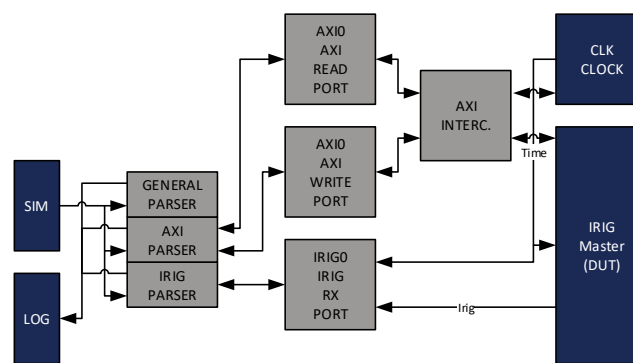 AXI0
AXI
READ
PORT
CLK
CLOCK
AXI
INTERC.
AXI0
AXI
WRITE
PORT
Time
GENERAL
PARSER
SIM
AXI
PARSER
IRIG
Master
(DUT)
IRIG0
IRIG
RX
PORT
IRIG
PARSER
Irig
LOG